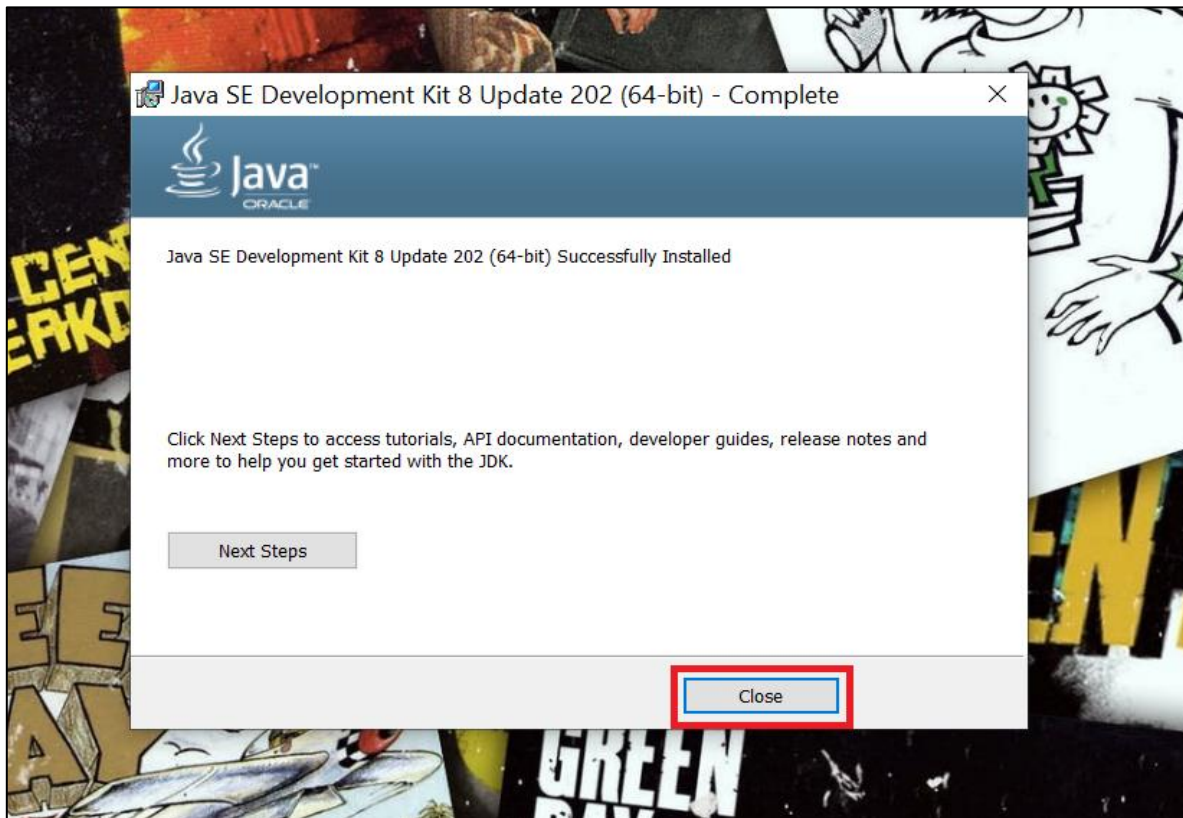 Java SE Development Kit 8 Update 202 (64-bit) - Complete
Java™
ORACLE
Java SE Development Kit 8 Update 202 (64-bit) Successfully Installed
Click Next Steps to access tutorials, API documentation, developer guides, release notes and
more to help you get started with the JDK.
Next Steps
Close
GREEN
DAY